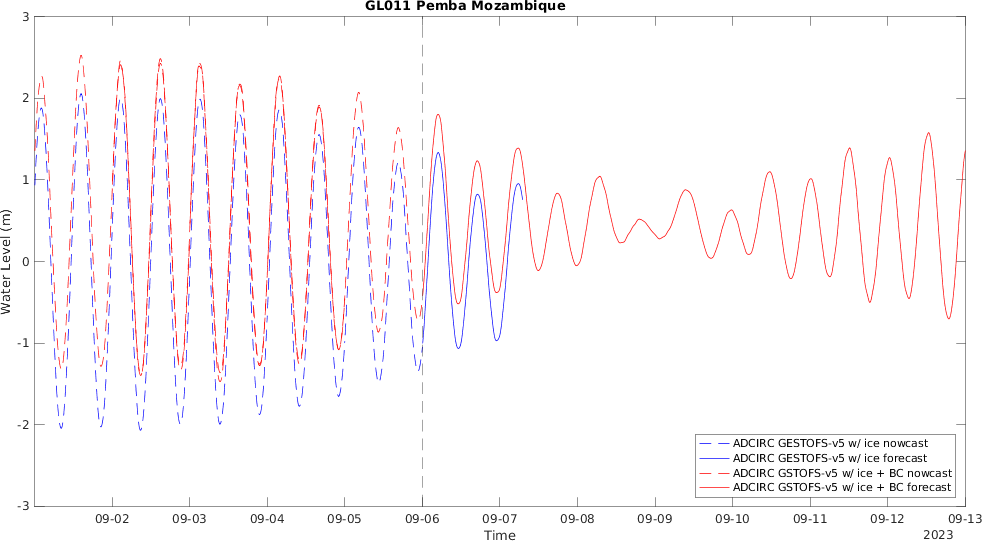 GL011 Pemba Mozambique
3
2
1
0
-1
-2
-3
Water Level (m)
ADCIRC GESTOFS-v5 w/ ice nowcast
ADCIRC GESTOFS-v5 w/ ice forecast
ADCIRC GSTOFS-v5 w/ ice + BC nowcast
ADCIRC GSTOFS-v5 w/ ice + BC forecast
09-02 09-03 09-04 09-05 09-06 09-07 09-08 09-09 09-10 09-11 09-12 09-13
Time
2023